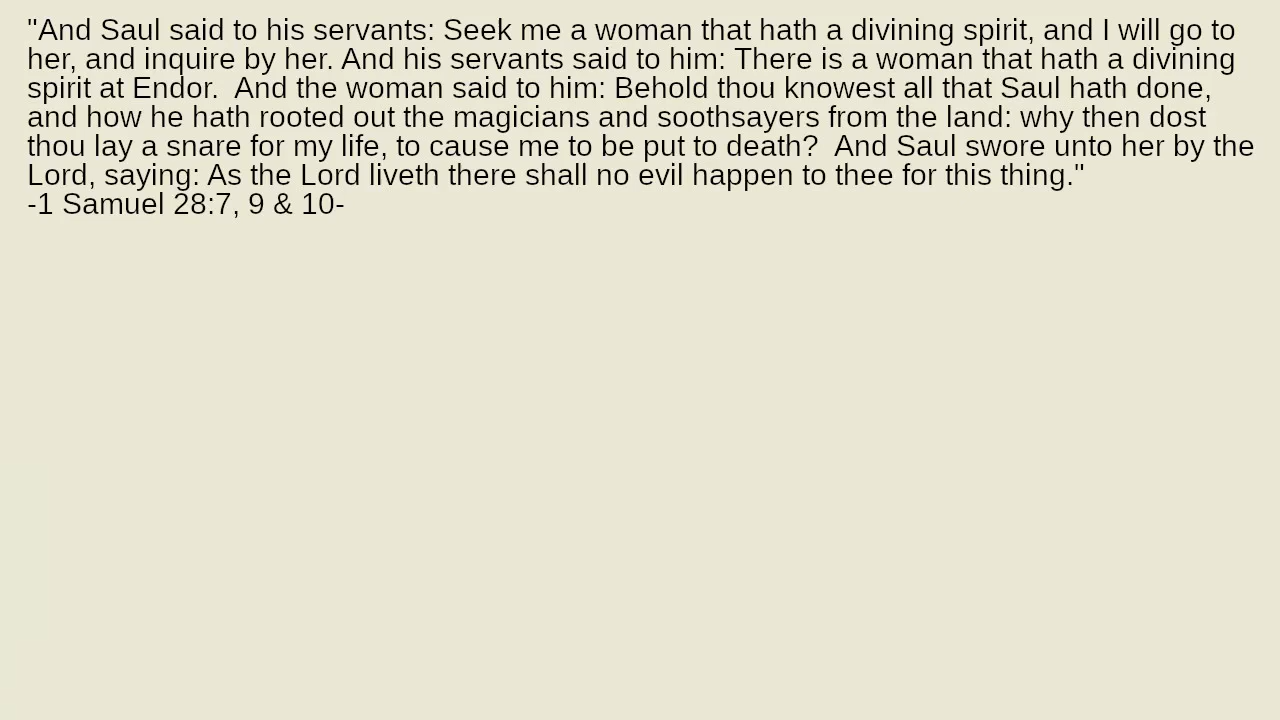 "And Saul said to his servants: Seek me a woman that hath a divining spirit, and I will go to
her, and inquire by her. And his servants said to him: There is a woman that hath a divining
spirit at Endor.  And the woman said to him: Behold thou knowest all that Saul hath done,
and how he hath rooted out the magicians and soothsayers from the land: why then dost
thou lay a snare for my life, to cause me to be put to death?  And Saul swore unto her by the
Lord, saying: As the Lord liveth there shall no evil happen to thee for this thing."
-1 Samuel 28:7, 9 & 10-